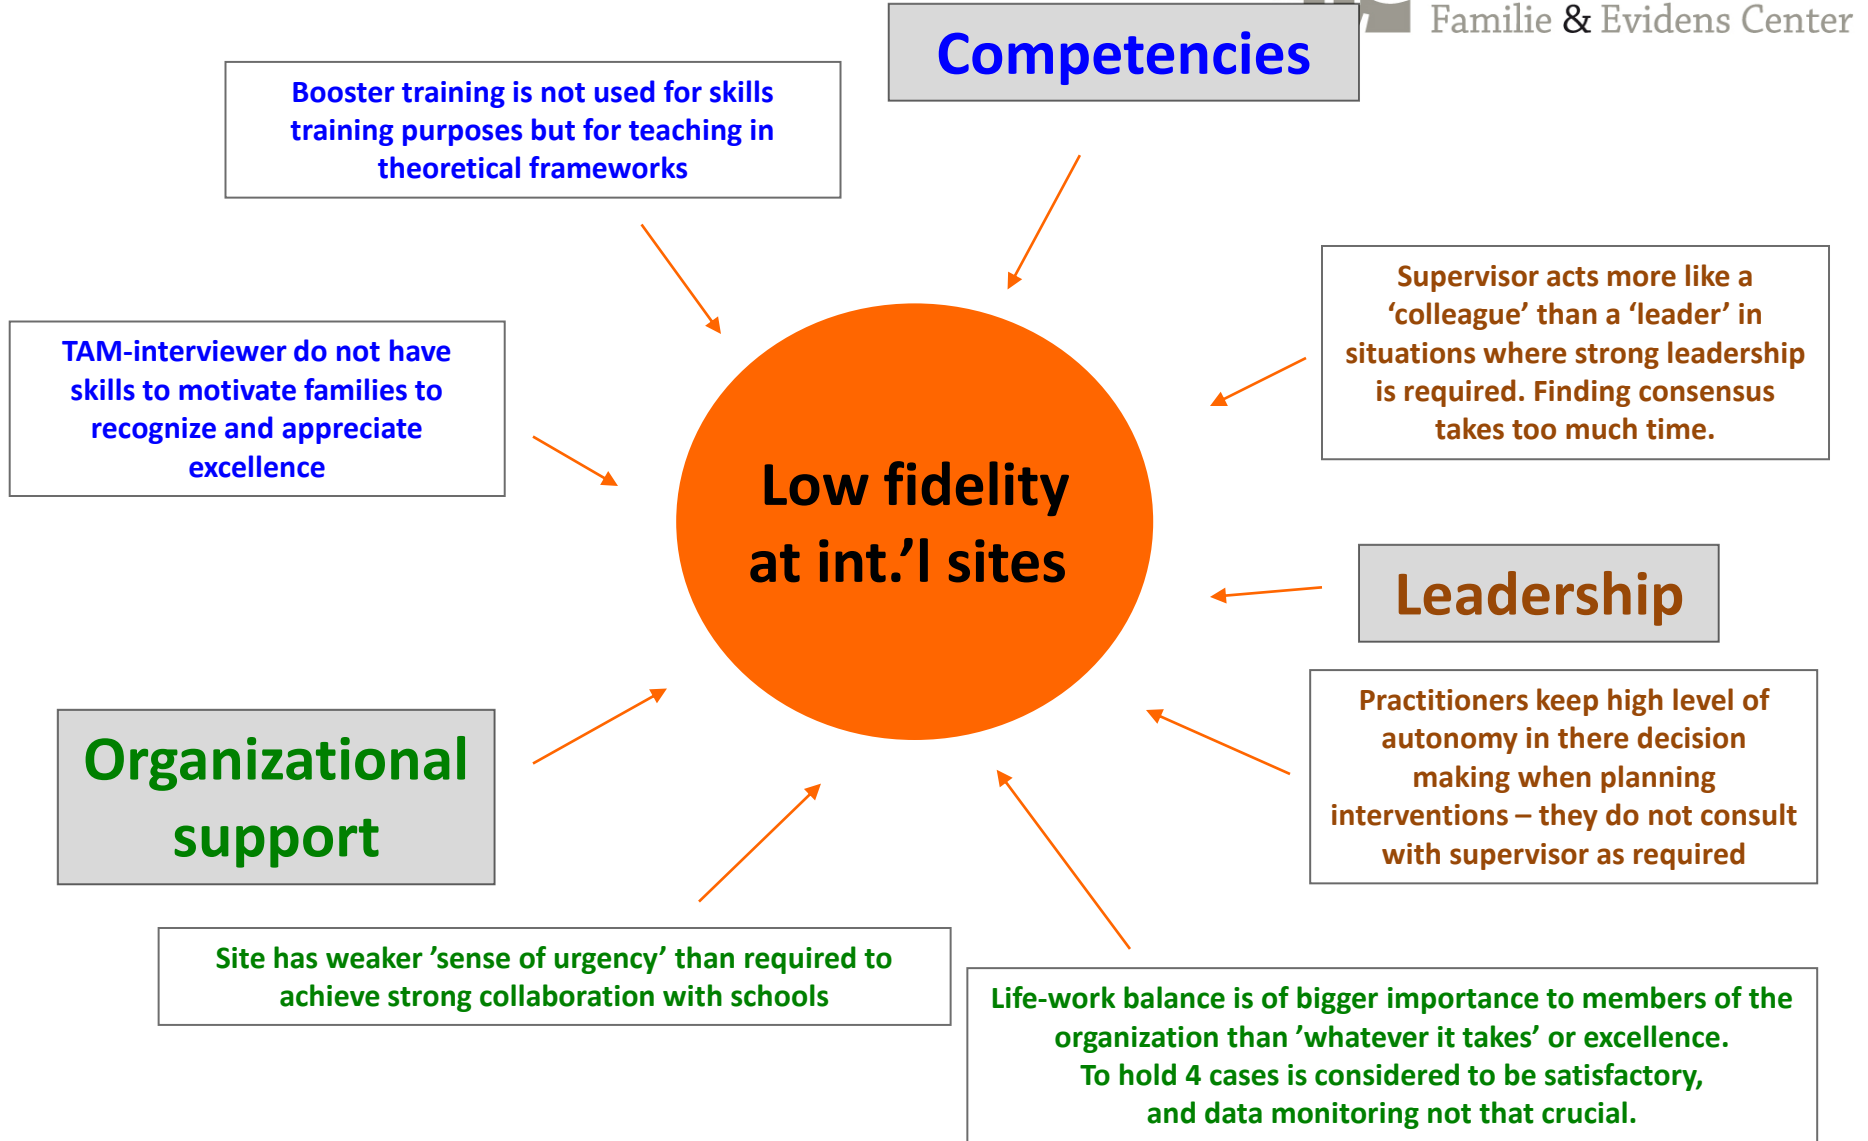 Familie & Evidens Center
Competencies
Booster training is not used for skills
training purposes but for teaching in
theoretical frameworks
TAM-interviewer do not have
skills to motivate families to
recognize and appreciate
excellence
Supervisor acts more like a
‘colleague’ than a ‘leader’ in
situations where strong leadership
is required. Finding consensus
takes too much time.
Low fidelity
at int.’l sites
Leadership
Practitioners keep high level of
autonomy in there decision
making when planning
interventions – they do not consult
with supervisor as required
Organizational
support
Site has weaker ’sense of urgency’ than required to
achieve strong collaboration with schools
Life-work balance is of bigger importance to members of the
organization than ’whatever it takes’ or excellence.
To hold 4 cases is considered to be satisfactory,
and data monitoring not that crucial.